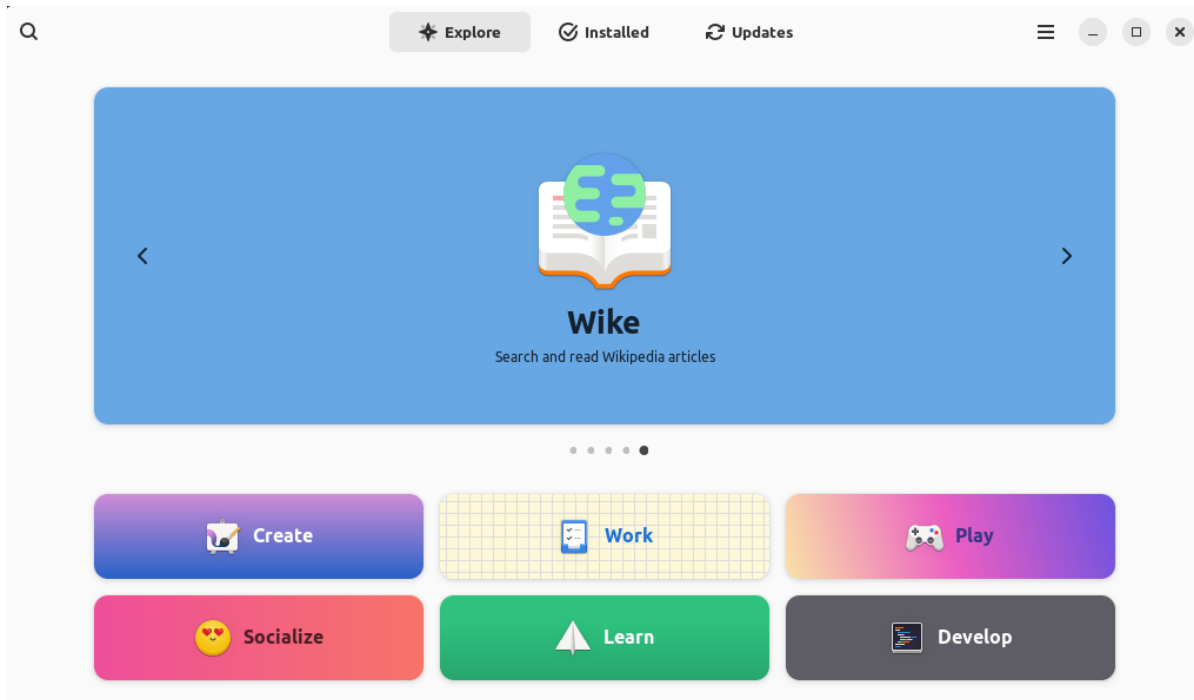 Explore
Installed
Updates
Wike
Search and read Wikipedia articles
Create
Work
Play
Socialize
Learn
Develop